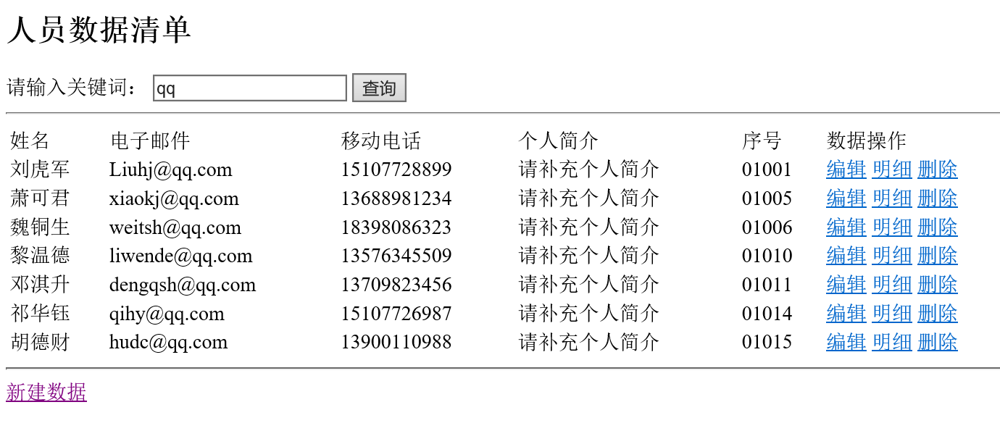 人员数据清单
请输入关键词： qq 查询
姓名 电子邮件 移动电话 个人简介 序号 数据操作
刘虎军 Liuhj@qq.com 15107728899 请补充个人简介 01001 编辑 明细 删除
萧可君 xiaokj@qq.com 13688981234 请补充个人简介 01005 编辑 明细 删除
魏铜生 weitsh@qq.com 18398086323 请补充个人简介 01006 编辑 明细 删除
黎温德 liwende@qq.com 13576345509 请补充个人简介 01010 编辑 明细 删除
邓淇升 dengqsh@qq.com 13709823456 请补充个人简介 01011 编辑 明细 删除
祁华钰 qihy@qq.com 15107726987 请补充个人简介 01014 编辑 明细 删除
胡德财 hudc@qq.com 13900110988 请补充个人简介 01015 编辑 明细 删除
新建数据